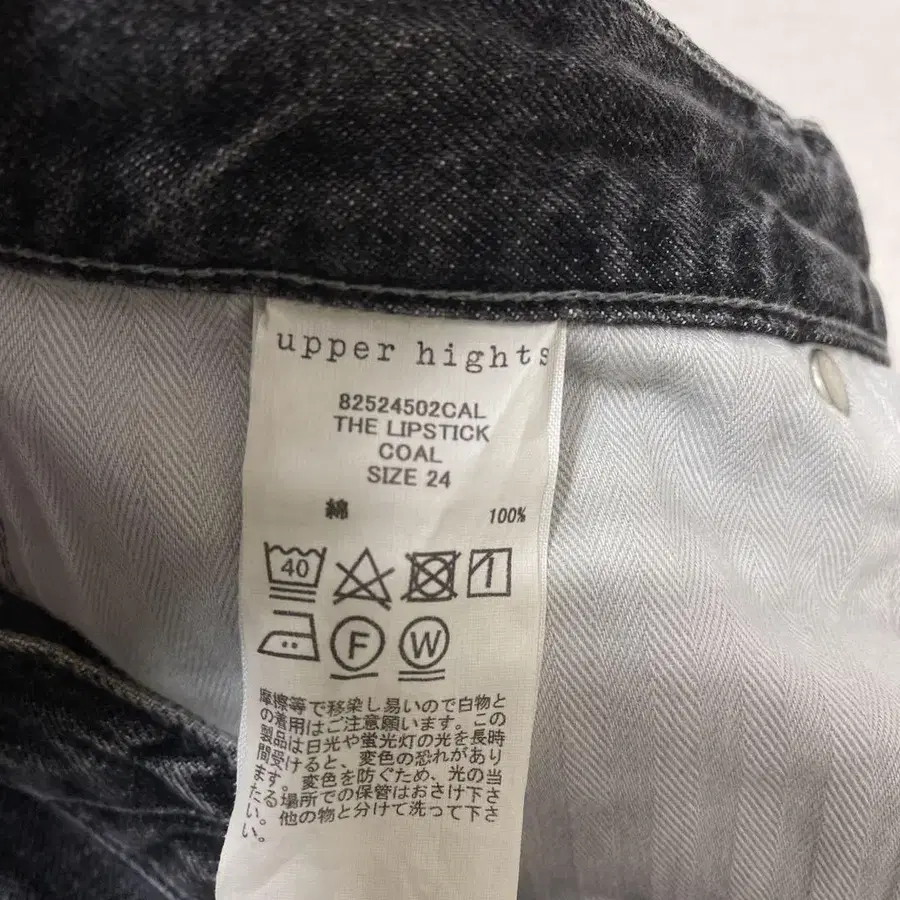 upper hights
82524502CAL
THE LIPSTICK
COAL
SIZE 24
綿 100%
40
F W
摩擦等で移染し易いので白物と
の着用はご注意願います。この
製品は日光や蛍光灯の光を長時
間受けると、変色の恐れがあり
ます。変色を防ぐため、光の当
たる場所での保管はおさけ下さ
い。他の物と分けて洗って下さ
い。